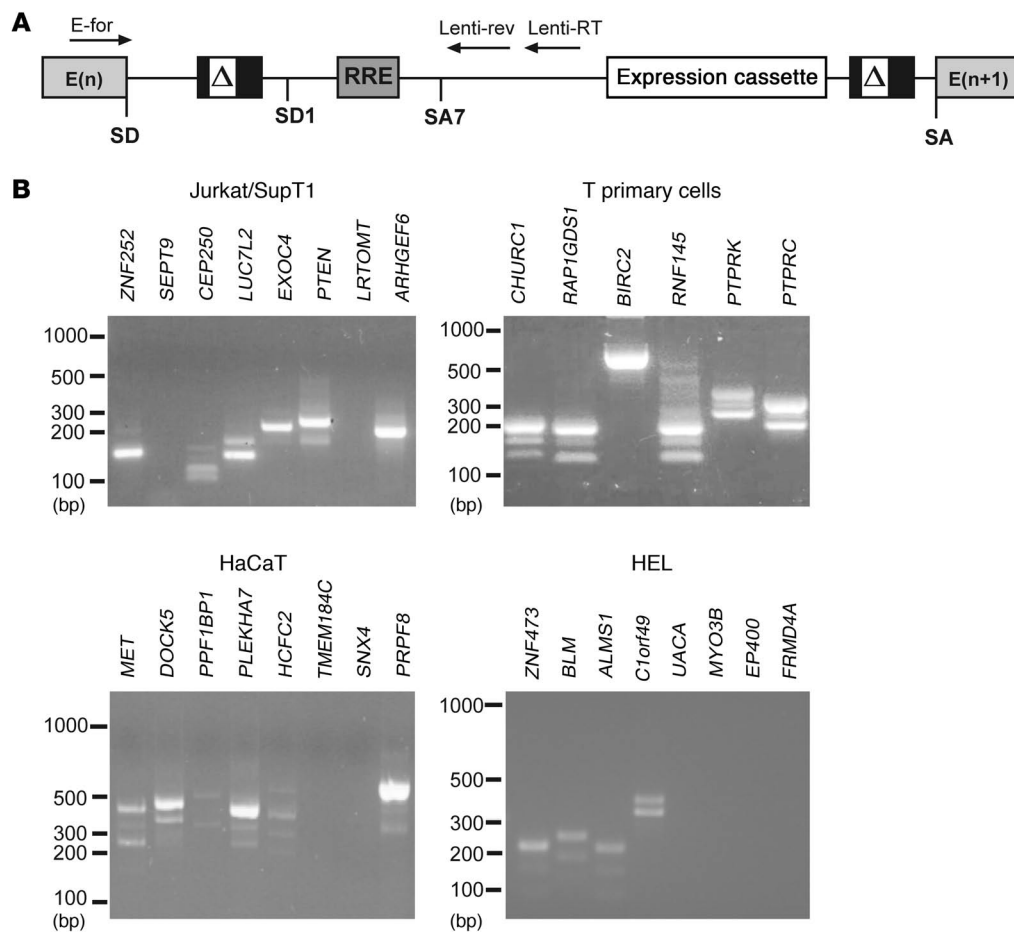 A
E-for
Lenti-rev
Lenti-RT
E(n)
Δ
RRE
Expression cassette
Δ
E(n+1)
SD
SD1
SA7
SA
B
Jurkat/SupT1
ZNF252
SEPT9
CEP250
LUC7L2
EXOC4
PTEN
LRTOMT
ARHGEF6
1000
500
300
200
100
(bp)
T primary cells
CHURC1
RAP1GDS1
BIRC2
RNF145
PTPRK
PTPRC
1000
500
300
200
100
(bp)
HaCaT
MET
DOCK5
PPF1BP1
PLEKHA7
HCFC2
TMEM184C
SNX4
PRPF8
1000
500
300
200
100
(bp)
HEL
ZNF473
BLM
ALMS1
C1orf49
UACA
MYO3B
EP400
FRMD4A
1000
500
300
200
100
(bp)